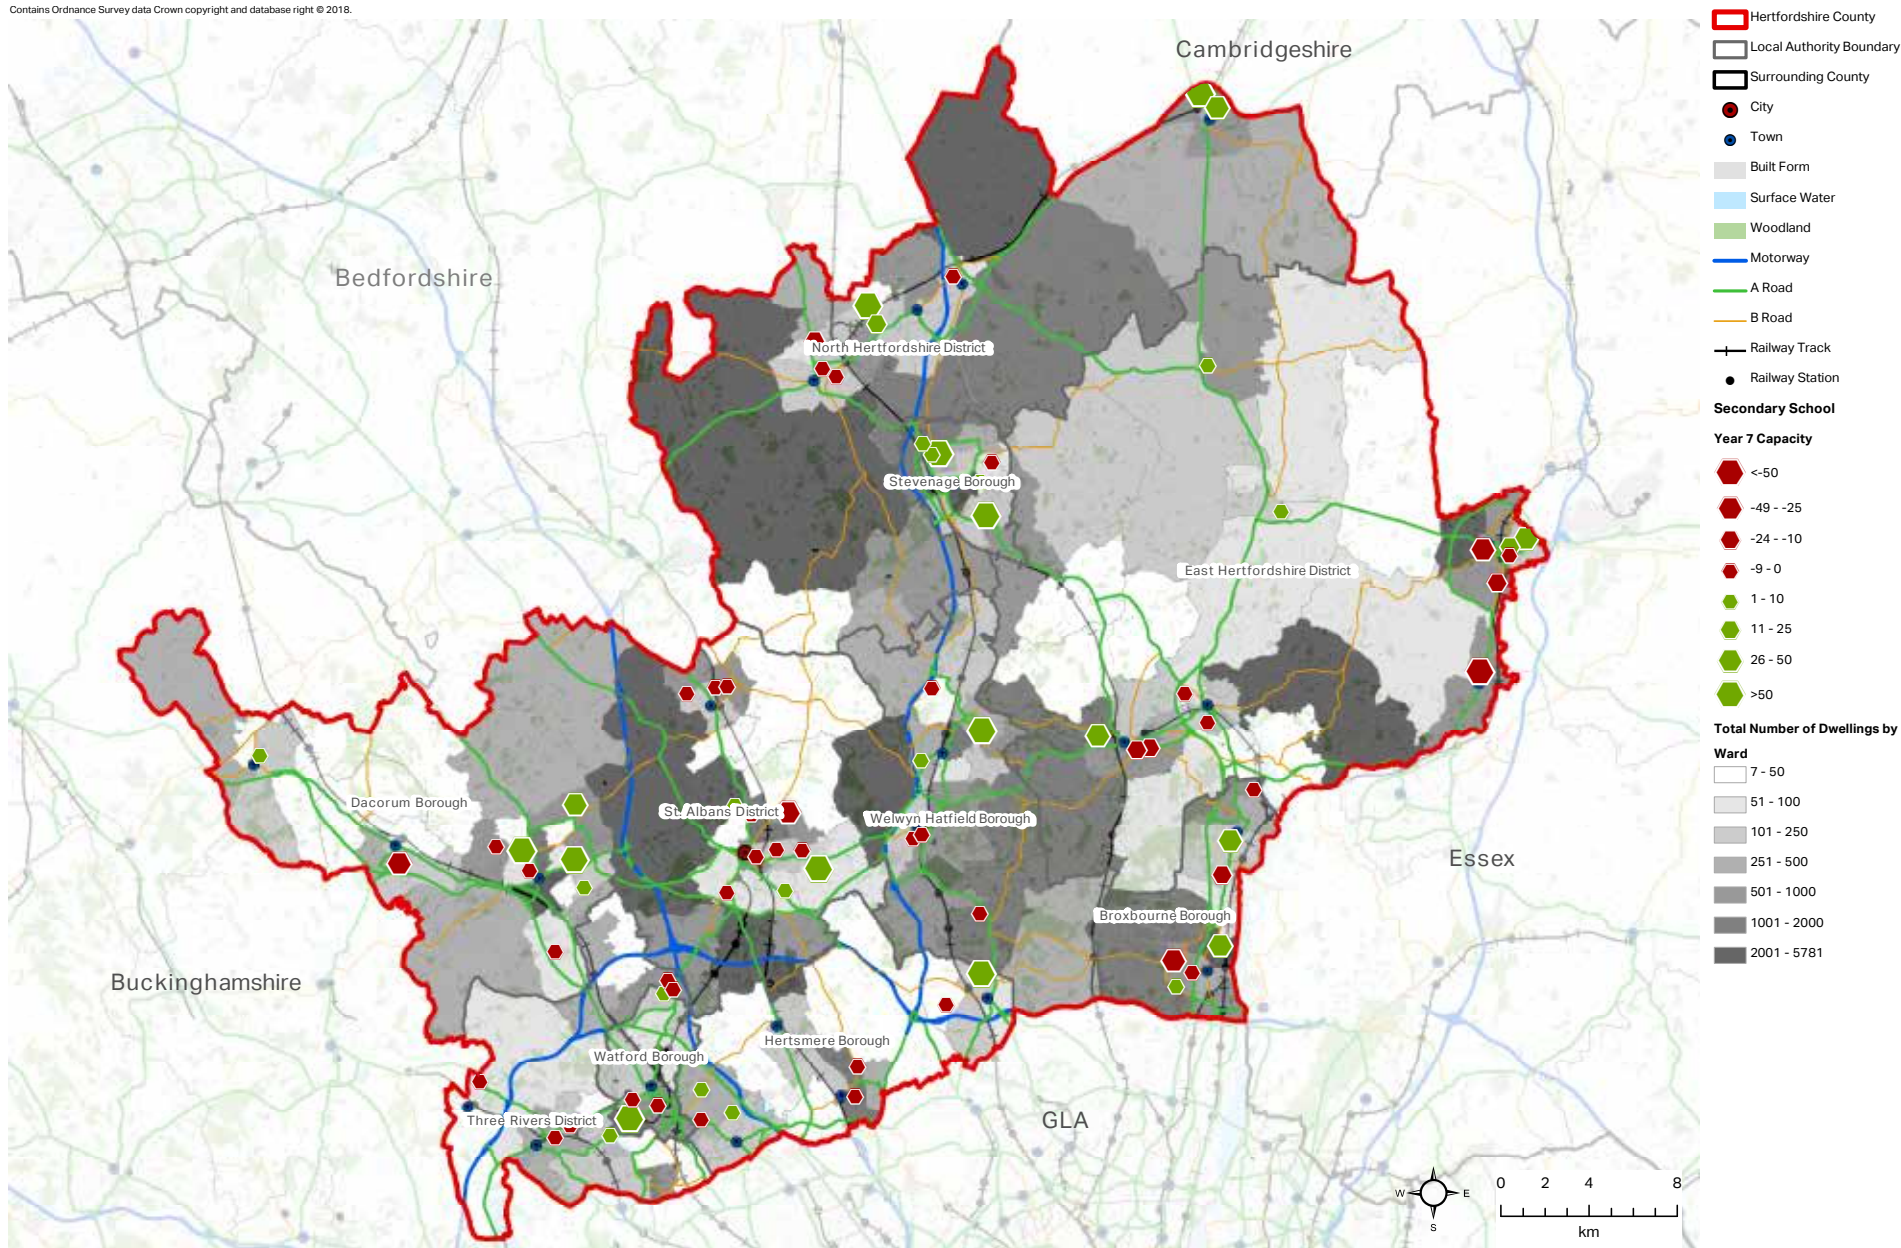 Contains Ordnance Survey data Crown copyright and database right © 2018.
Cambridgeshire
Bedfordshire
North Hertfordshire District
Stevenage Borough
East Hertfordshire District
Dacorum Borough
St. Albans District
Welwyn Hatfield Borough
Essex
Broxbourne Borough
Buckinghamshire
Hertsmere Borough
Watford Borough
Three Rivers District
GLA
W
E
S
0 2 4 8
km
Hertfordshire County
Local Authority Boundary
Surrounding County
City
Town
Built Form
Surface Water
Woodland
Motorway
A Road
B Road
Railway Track
Railway Station
Secondary School
Year 7 Capacity
<-50
-49 - -25
-24 - -10
-9 - 0
1 - 10
11 - 25
26 - 50
>50
Total Number of Dwellings by
Ward
7 - 50
51 - 100
101 - 250
251 - 500
501 - 1000
1001 - 2000
2001 - 5781